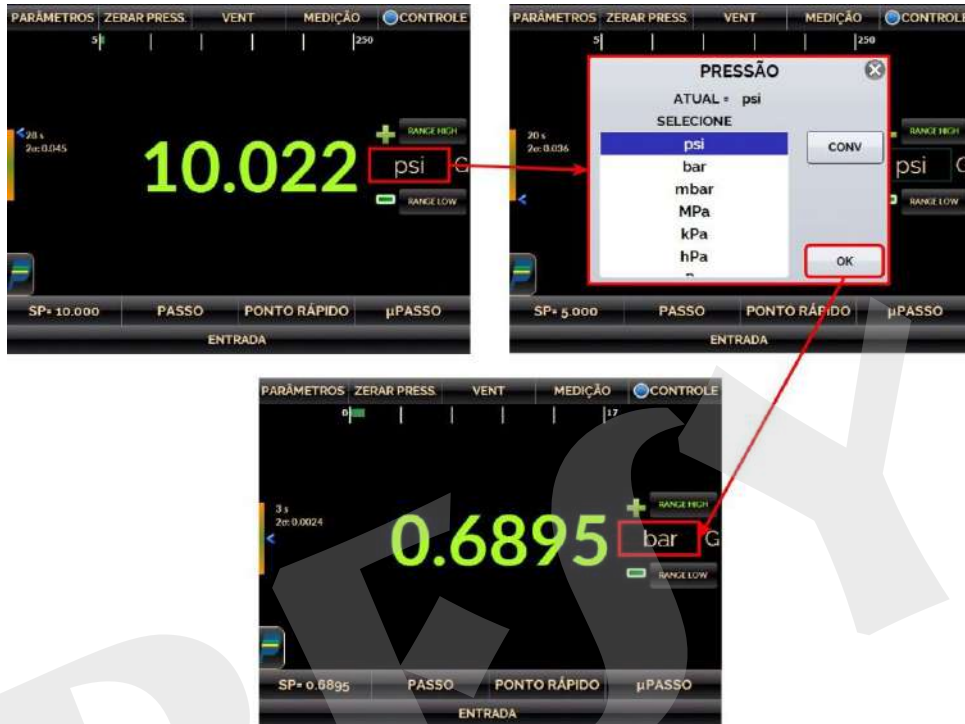 PARÂMETROS ZERAR PRESS. VENT MEDIÇÃO CONTROLE
5 250
28 s
2σ: 0.045
10.022
RANGE HIGH
psi G
RANGE LOW
SP= 10.000 PASSO PONTO RÁPIDO µPASSO
ENTRADA
PARÂMETROS ZERAR PRESS. VENT MEDIÇÃO CONTROLE
5 250
20 s
2σ: 0.036
PRESSÃO
ATUAL = psi
SELECIONE
psi
bar
mbar
MPa
kPa
hPa
CONV
OK
RANGE HIGH
psi G
RANGE LOW
SP= 5.000 PASSO PONTO RÁPIDO µPASSO
ENTRADA
PARÂMETROS ZERAR PRESS. VENT MEDIÇÃO CONTROLE
0 17
3 s
2σ: 0.0024
0.6895
RANGE HIGH
bar G
RANGE LOW
SP= 0.6895 PASSO PONTO RÁPIDO µPASSO
ENTRADA